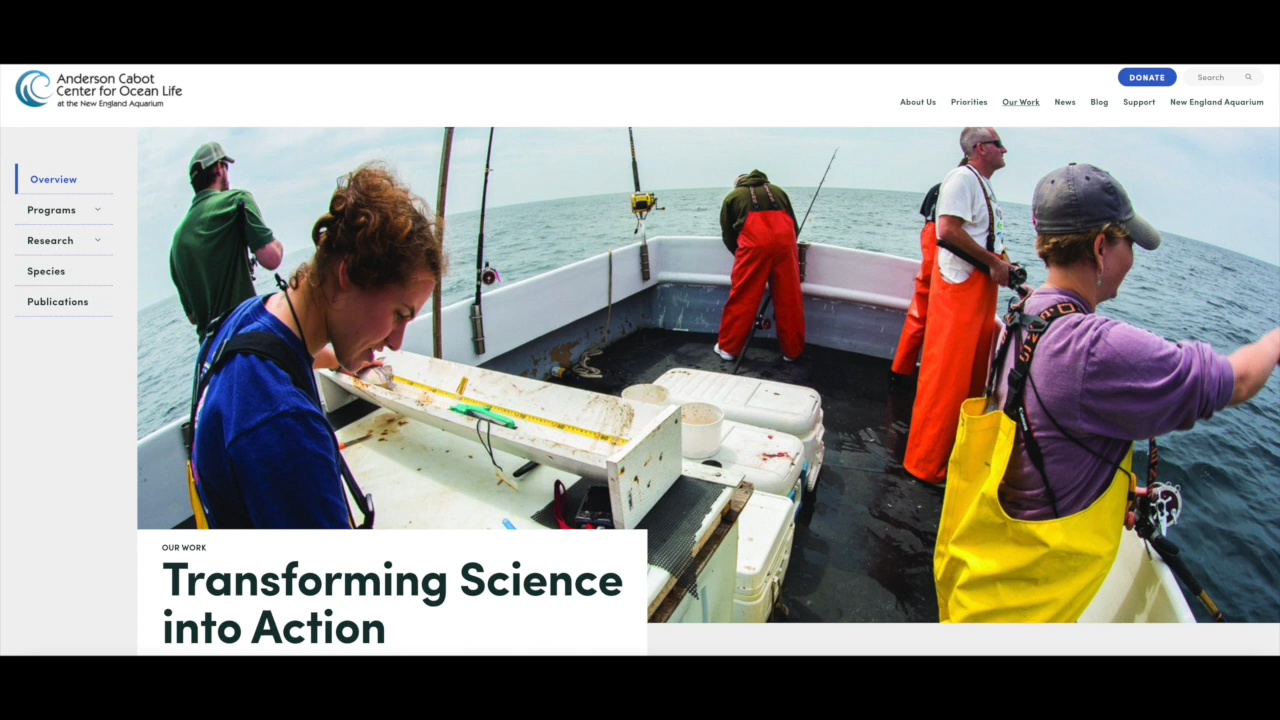 Anderson Cabot
Center for Ocean Life
at the New England Aquarium
DONATE
Search
About Us
Priorities
Our Work
News
Blog
Support
New England Aquarium
Overview
Programs
Research
Species
Publications
OUR WORK
Transforming Science
into Action